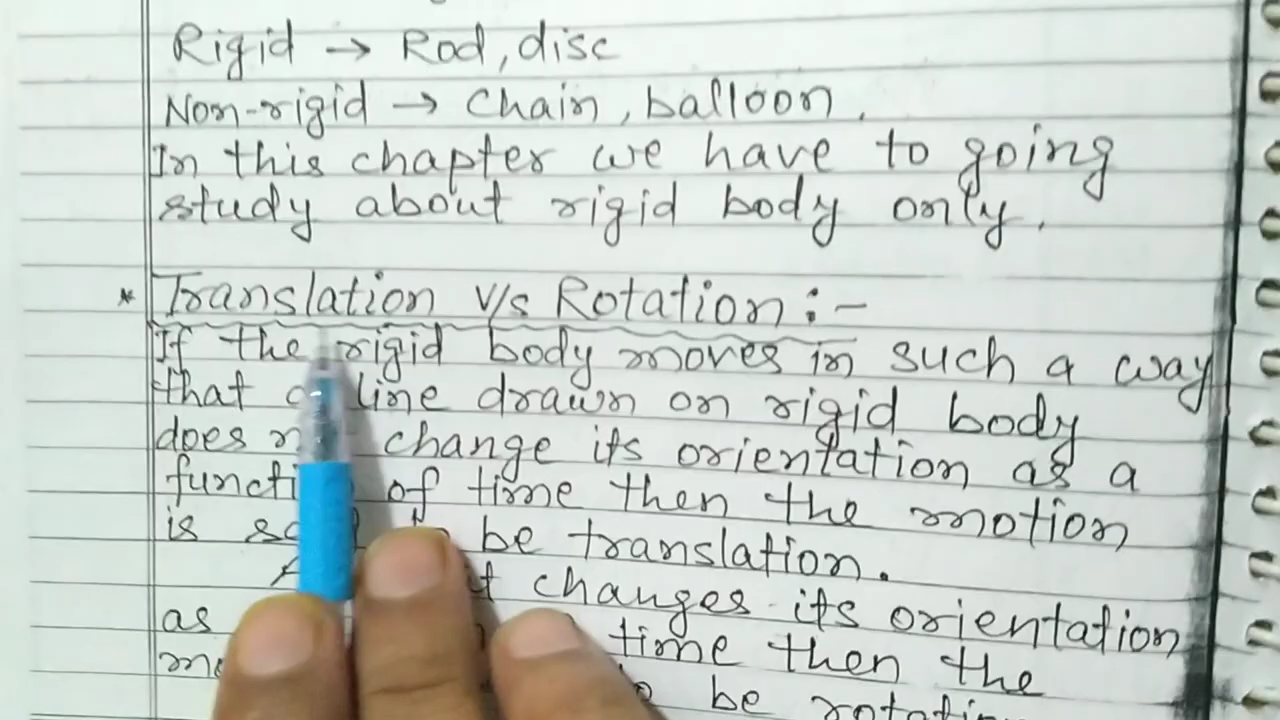 Rigid → Rod, disc
Non-rigid → Chain, balloon.
In this chapter we have to going
study about rigid body only.
* Translation v/s Rotation :-
If the rigid body moves in such a way
that line drawn on rigid body
does change its orientation as a
of time then the motion
is be translation.
changes its orientation
as time then the
be